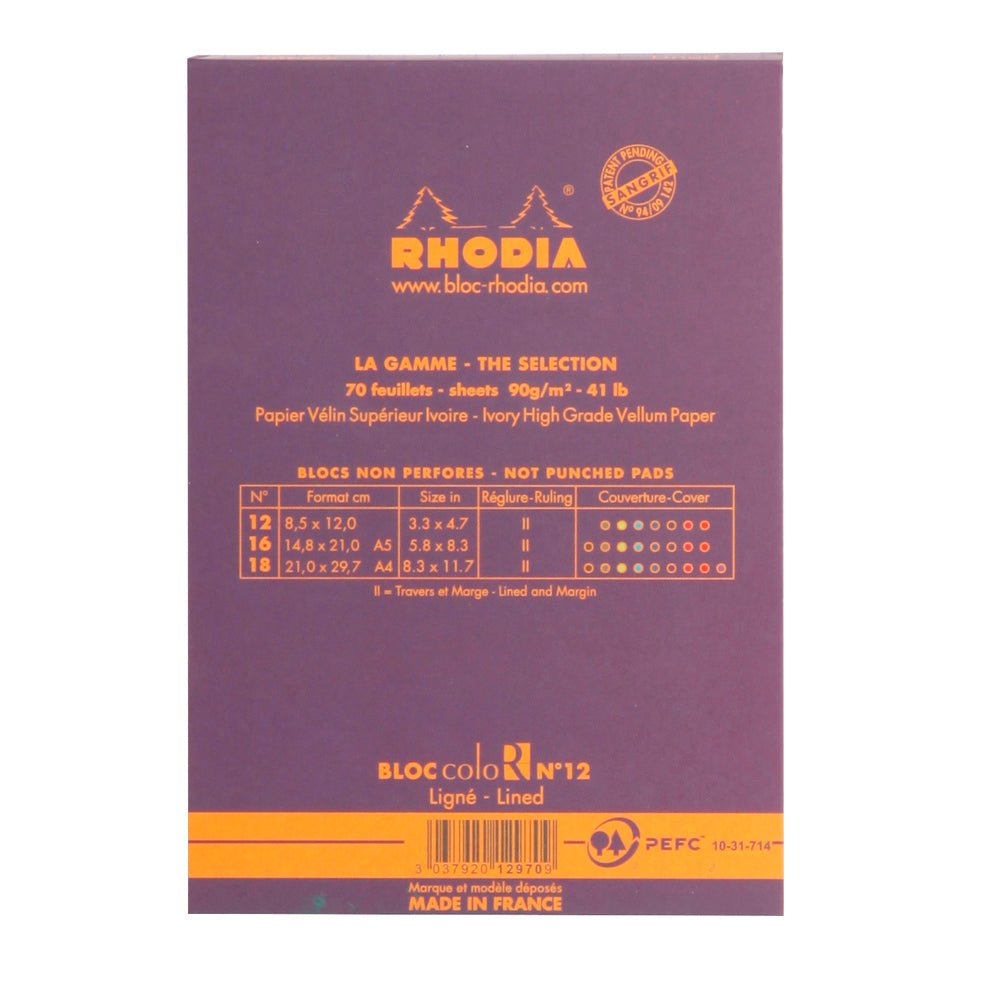 PATENT PENDING
SANGRIF
Nº 94/09 142
®
RHODIA
www.bloc-rhodia.com
LA GAMME - THE SELECTION
70 feuillets - sheets 90g/m² - 41 lb
Papier Vélin Supérieur Ivoire - Ivory High Grade Vellum Paper
BLOCS NON PERFORES - NOT PUNCHED PADS
N° Format cm Size in Réglure-Ruling Couverture-Cover
12 8,5 x 12,0 3.3 x 4.7 II
16 14,8 x 21,0 A5 5.8 x 8.3 II
18 21,0 x 29,7 A4 8.3 x 11.7 II
II = Travers et Marge - Lined and Margin
BLOC coloR N°12
Ligné - Lined
3 037920 129709
PEFC™ 10-31-714
Marque et modèle déposés
MADE IN FRANCE